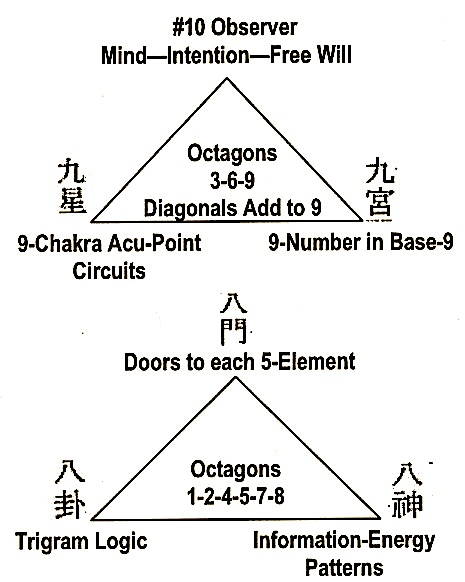 #10 Observer
Mind—Intention—Free Will
Octagons
3-6-9
Diagonals Add to 9
九星
九宮
9-Chakra Acu-Point
Circuits
9-Number in Base-9
八門
Doors to each 5-Element
Octagons
1-2-4-5-7-8
八卦
八神
Trigram Logic
Information-Energy
Patterns